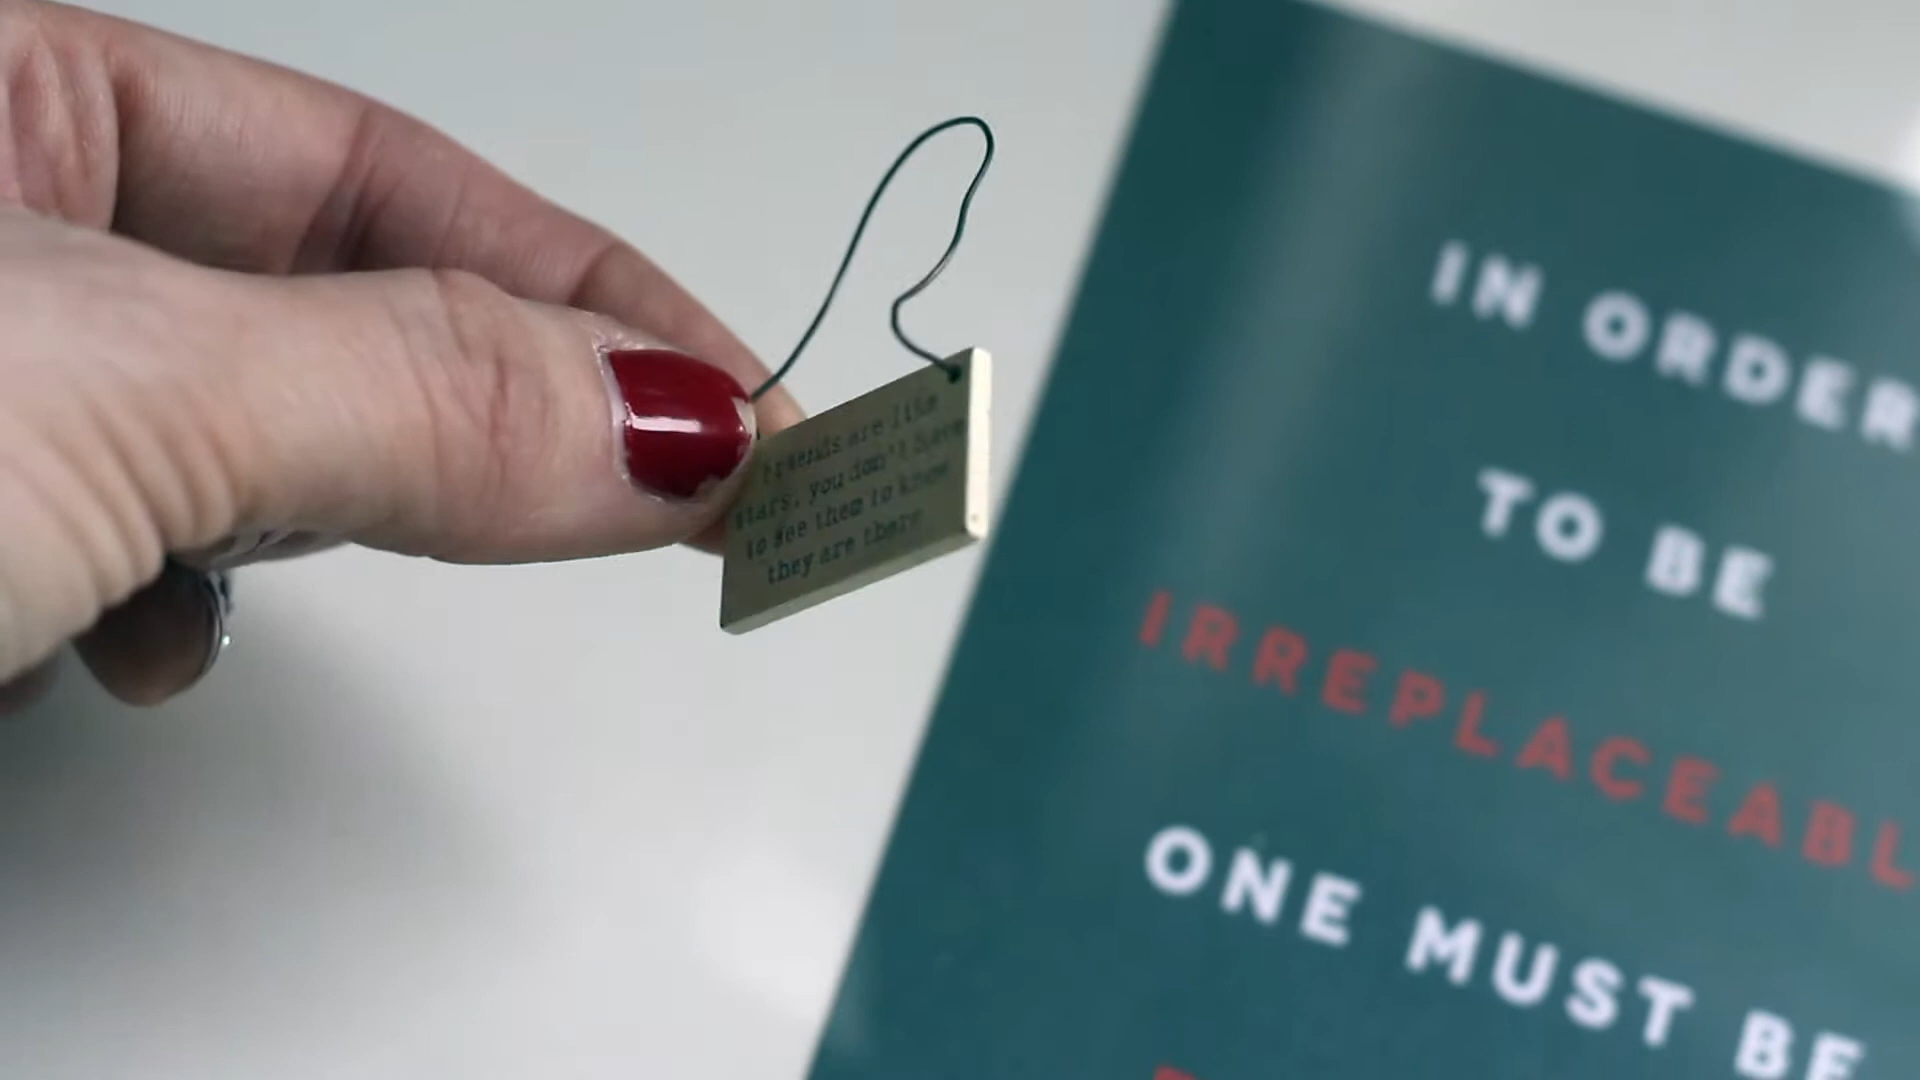 friends are like
stars, you don't have
to see them to know
they are there
IN ORDER
TO BE
IRREPLACEABL
ONE MUST BE